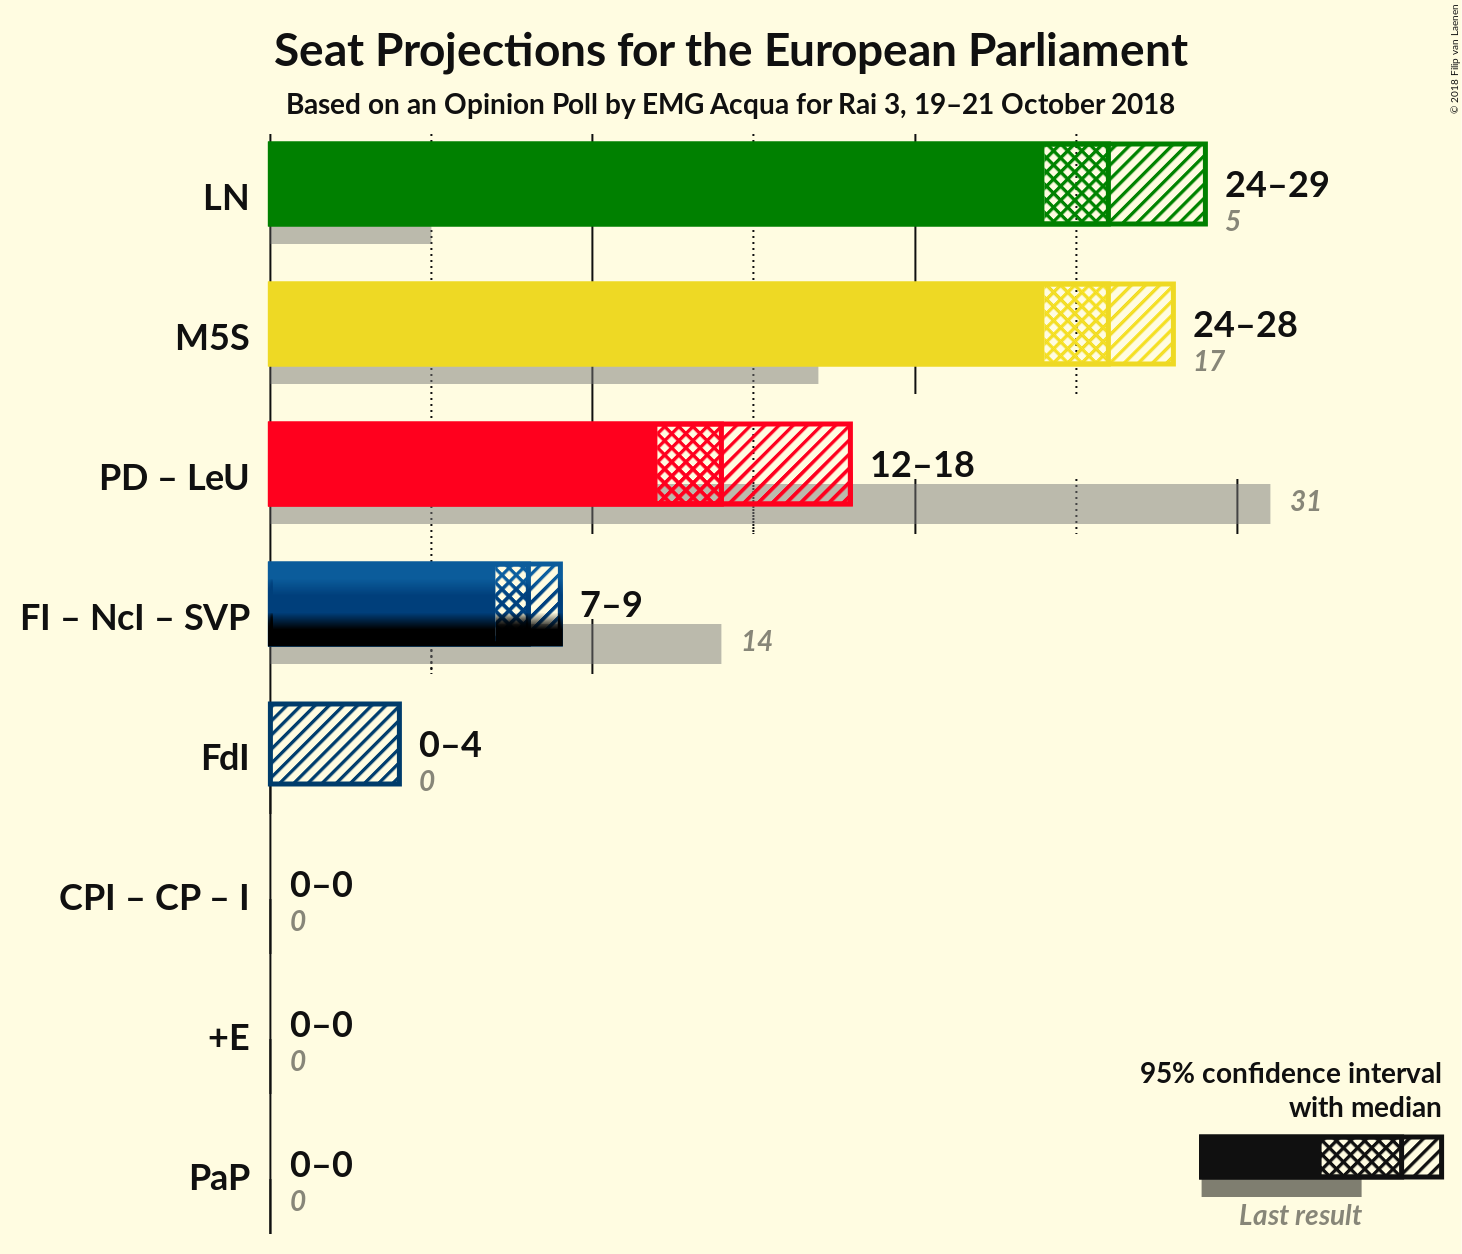 Seat Projections for the European Parliament
Based on an Opinion Poll by EMG Acqua for Rai 3, 19–21 October 2018
© 2018 Filip van Laenen
LN
24–29
5
M5S
24–28
17
PD – LeU
12–18
31
FI – NcI – SVP
7–9
14
FdI
0–4
0
CPI – CP – I
0–0
0
+E
0–0
0
PaP
0–0
0
95% confidence interval
with median
Last result